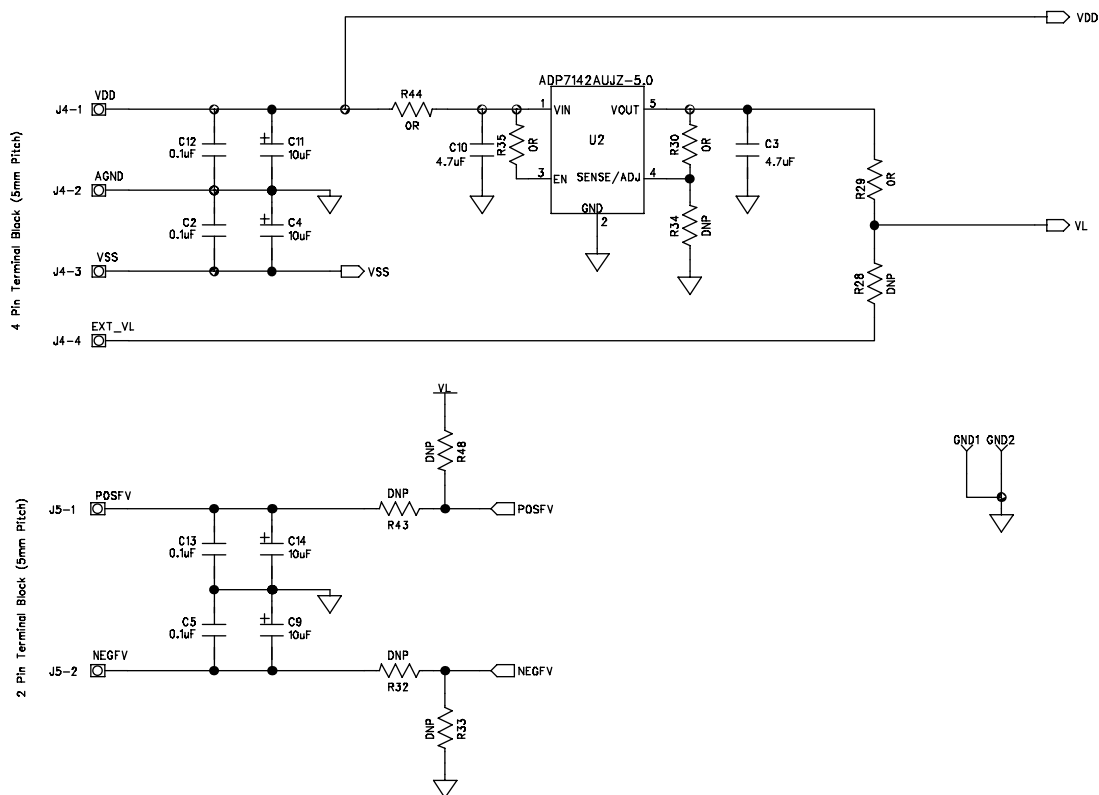 VDD
ADP7142AUJZ-5.0
J4-1
VDD
R44
0R
1
VIN
VOUT
5
U2
C12
0.1uF
C11
10uF
C10
4.7uF
R35
0R
3
EN
SENSE/ADJ
4
R30
0R
C3
4.7uF
GND
2
R34
DNP
R29
0R
VL
R28
DNP
4 Pin Terminal Block (5mm Pitch)
J4-2
AGND
C2
0.1uF
C4
10uF
J4-3
VSS
VSS
J4-4
EXT_VL
VL
DNP
R48
GND1
GND2
2 Pin Terminal Block (5mm Pitch)
J5-1
POSFV
DNP
R43
POSFV
C13
0.1uF
C14
10uF
C5
0.1uF
C9
10uF
J5-2
NEGFV
DNP
R32
NEGFV
DNP
R33